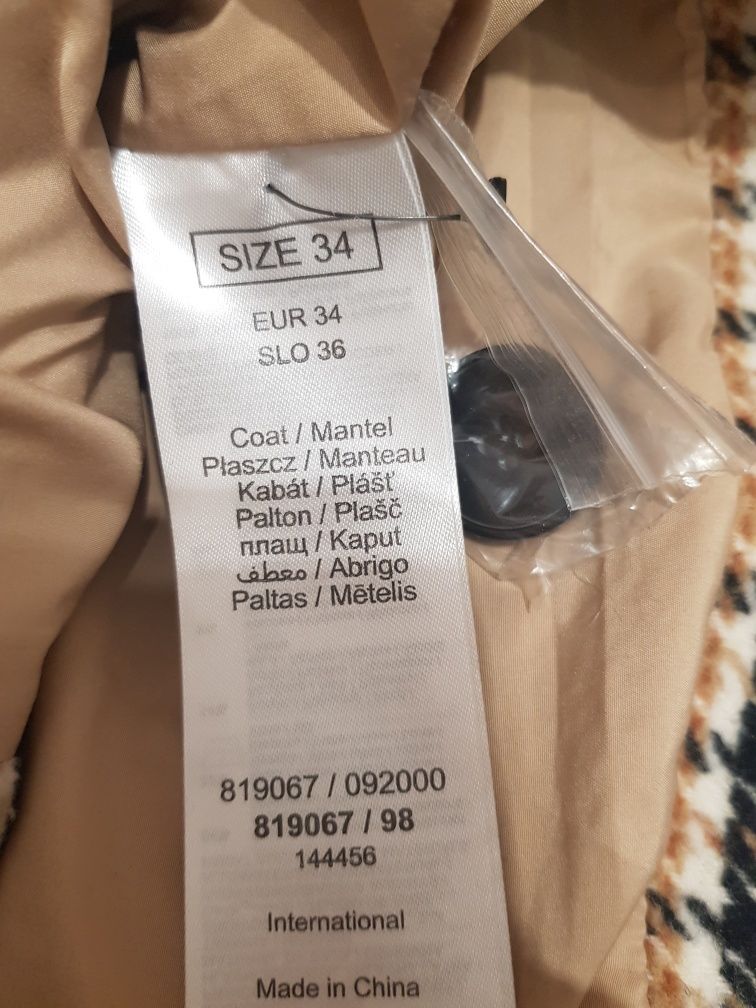 SIZE 34
EUR 34
SLO 36
Coat / Mantel
Płaszcz / Manteau
Kabát / Plášť
Palton / Plašč
плащ / Kaput
معطف / Abrigo
Paltas / Mētelis
819067 / 092000
819067 / 98
144456
International
Made in China